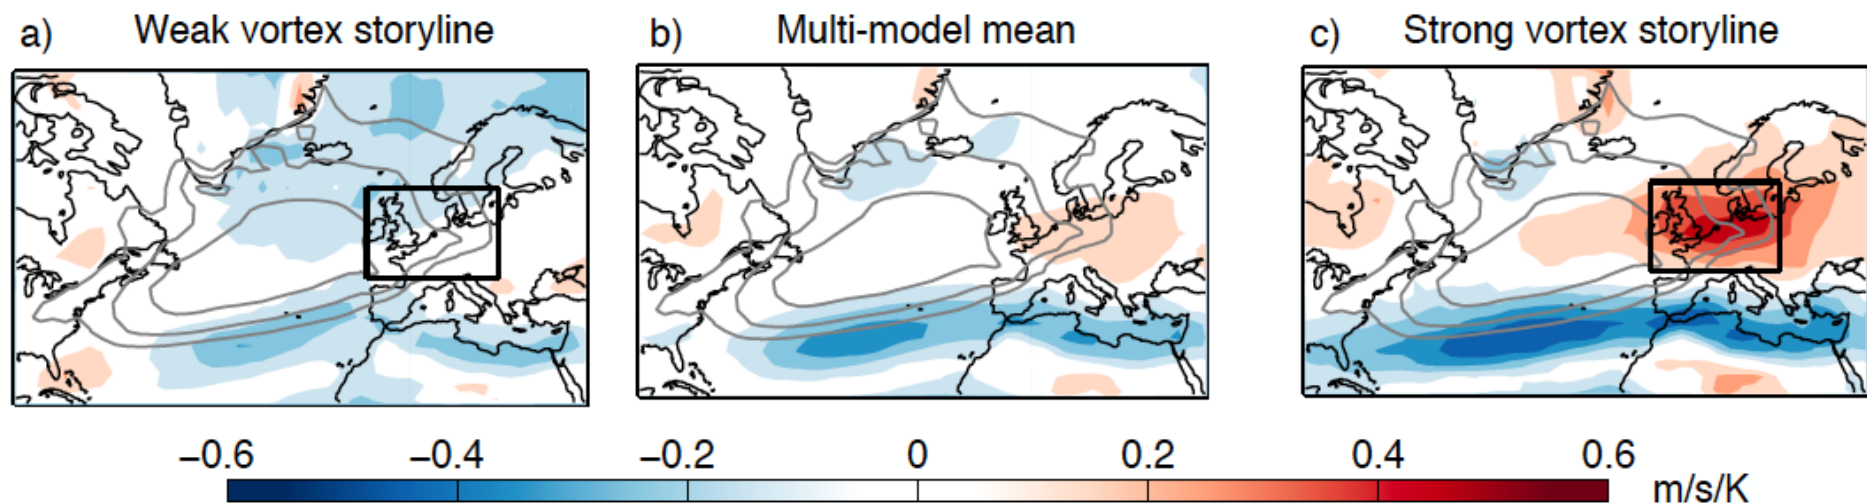 a) Weak vortex storyline
b) Multi-model mean
c) Strong vortex storyline
−0.6 −0.4 −0.2 0 0.2 0.4 0.6
m/s/K